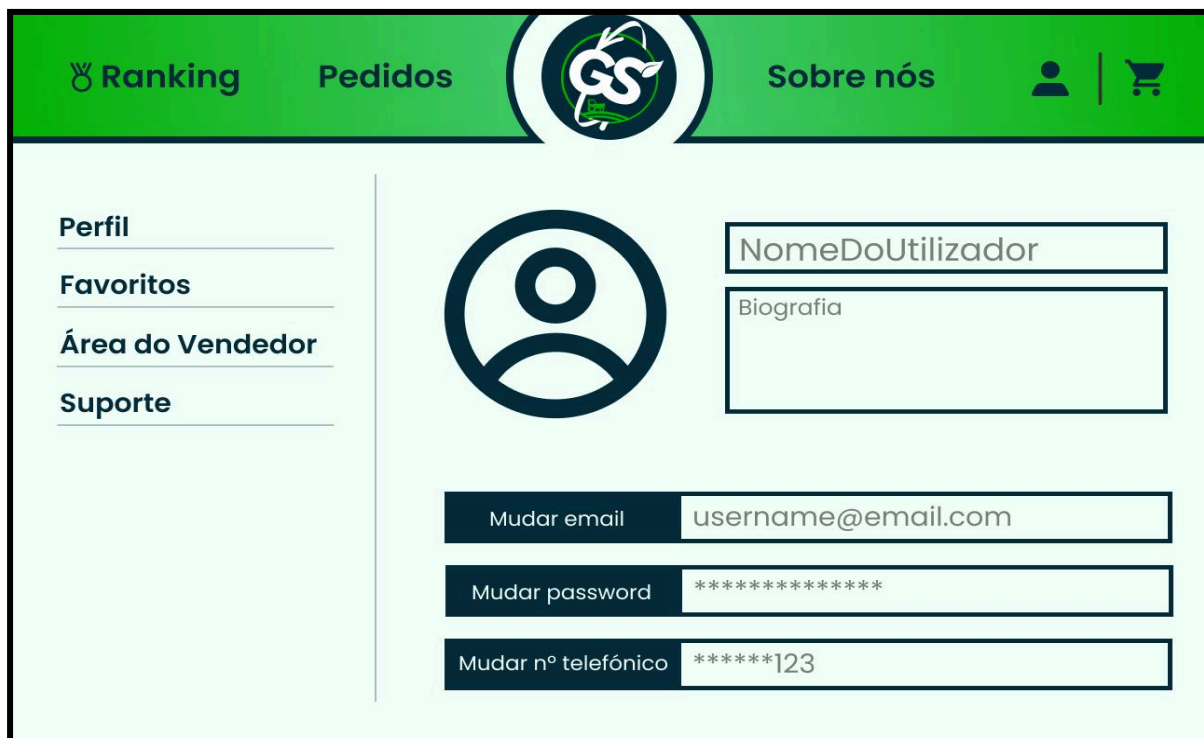 Ranking
Pedidos
GS
Sobre nós
Perfil
Favoritos
Área do Vendedor
Suporte
NomeDoUtilizador
Biografia
Mudar email
username@email.com
Mudar password
**************
Mudar nº telefónico
******123